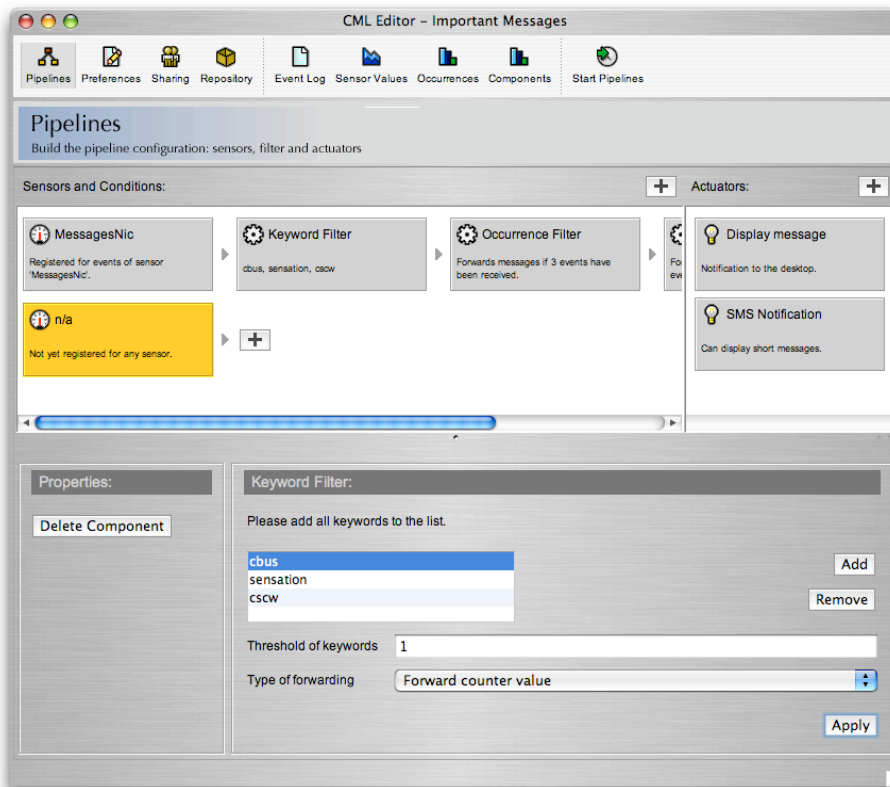 CML Editor – Important Messages
Pipelines Preferences Sharing Repository Event Log Sensor Values Occurrences Components Start Pipelines
Pipelines
Build the pipeline configuration: sensors, filter and actuators
Sensors and Conditions:
Actuators:
MessagesNic
Registered for events of sensor
'MessagesNic'.
Keyword Filter
cbus, sensation, cscw
Occurrence Filter
Forwards messages if 3 events have
been received.
Fo
eve
Display message
Notification to the desktop.
n/a
Not yet registered for any sensor.
SMS Notification
Can display short messages.
Properties:
Delete Component
Keyword Filter:
Please add all keywords to the list.
cbus
sensation
cscw
Add
Remove
Threshold of keywords 1
Type of forwarding Forward counter value
Apply